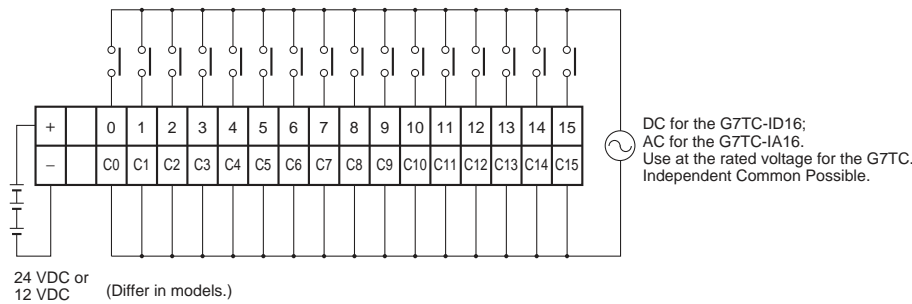 + 0 1 2 3 4 5 6 7 8 9 10 11 12 13 14 15
− C0 C1 C2 C3 C4 C5 C6 C7 C8 C9 C10 C11 C12 C13 C14 C15
DC for the G7TC-ID16;
AC for the G7TC-IA16.
Use at the rated voltage for the G7TC.
Independent Common Possible.
24 VDC or
12 VDC (Differ in models.)